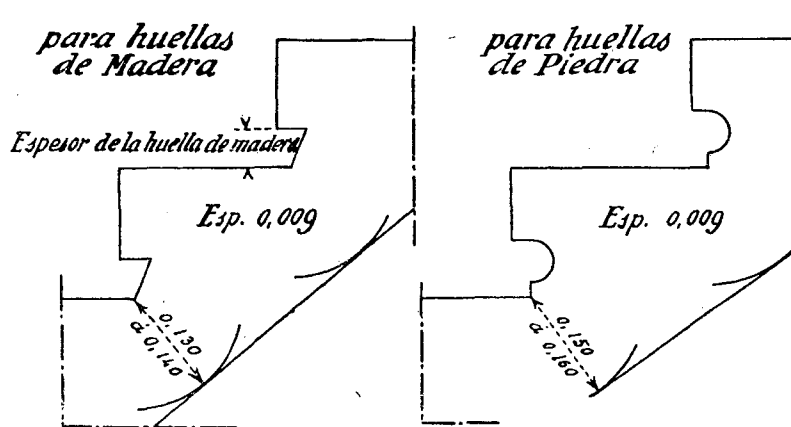 para huellas
de Madera
Espesor de la huella de madera
Esp. 0,009
0,130
á 0,140
para huellas
de Piedra
Esp. 0,009
0,150
á 0,160